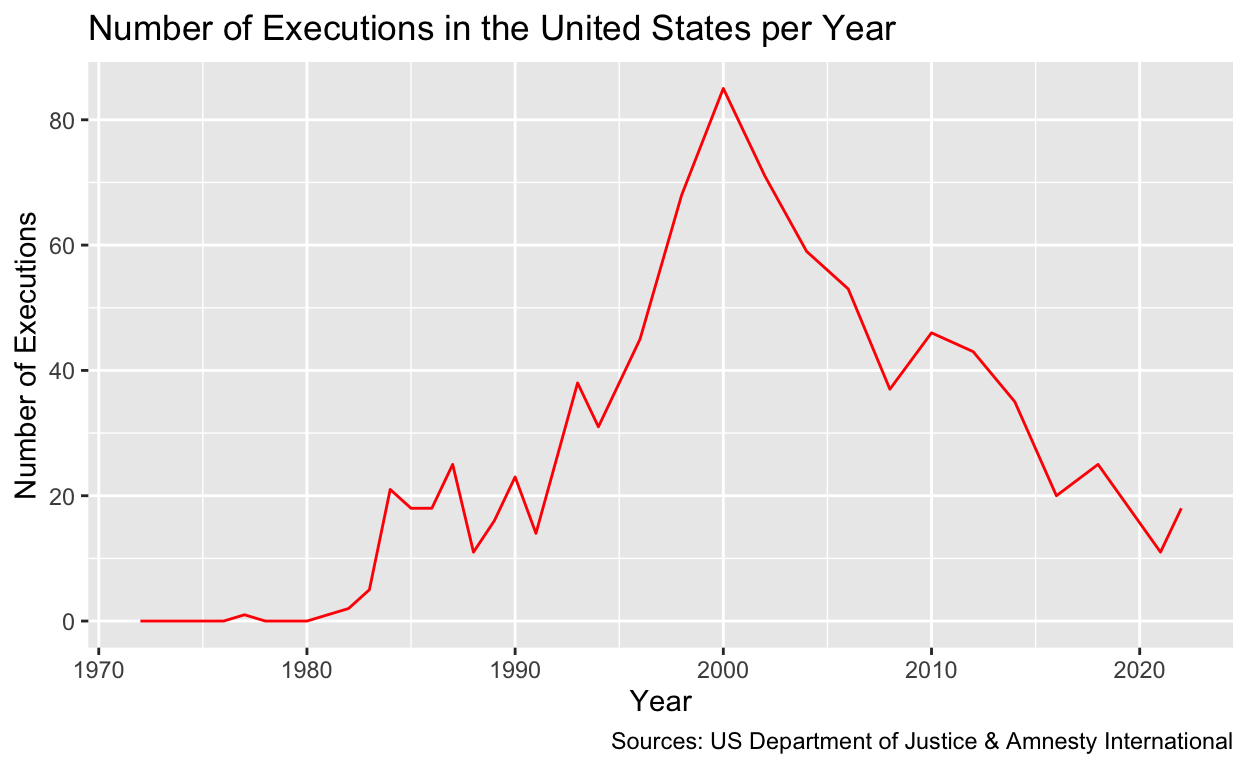 Number of Executions in the United States per Year
Number of Executions
80
60
40
20
0
1970 1980 1990 2000 2010 2020
Year
Sources: US Department of Justice & Amnesty International